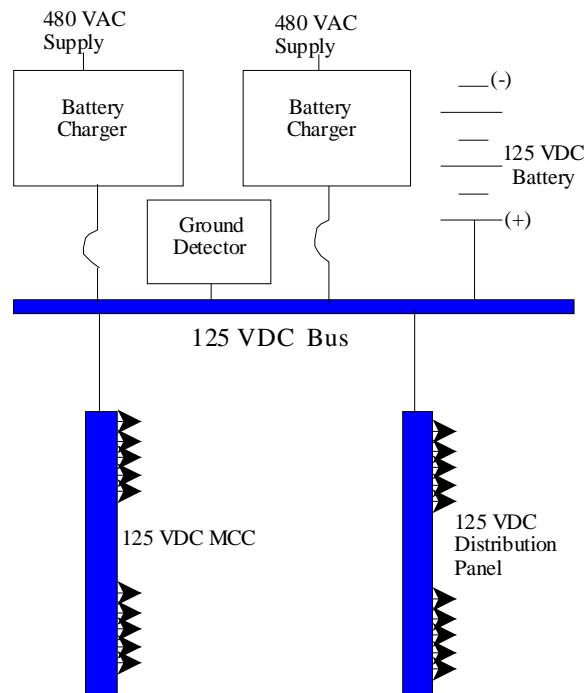 480 VAC
Supply
480 VAC
Supply
Battery
Charger
Battery
Charger
(-)
125 VDC
Battery
(+)
Ground
Detector
125 VDC Bus
125 VDC MCC
125 VDC
Distribution
Panel